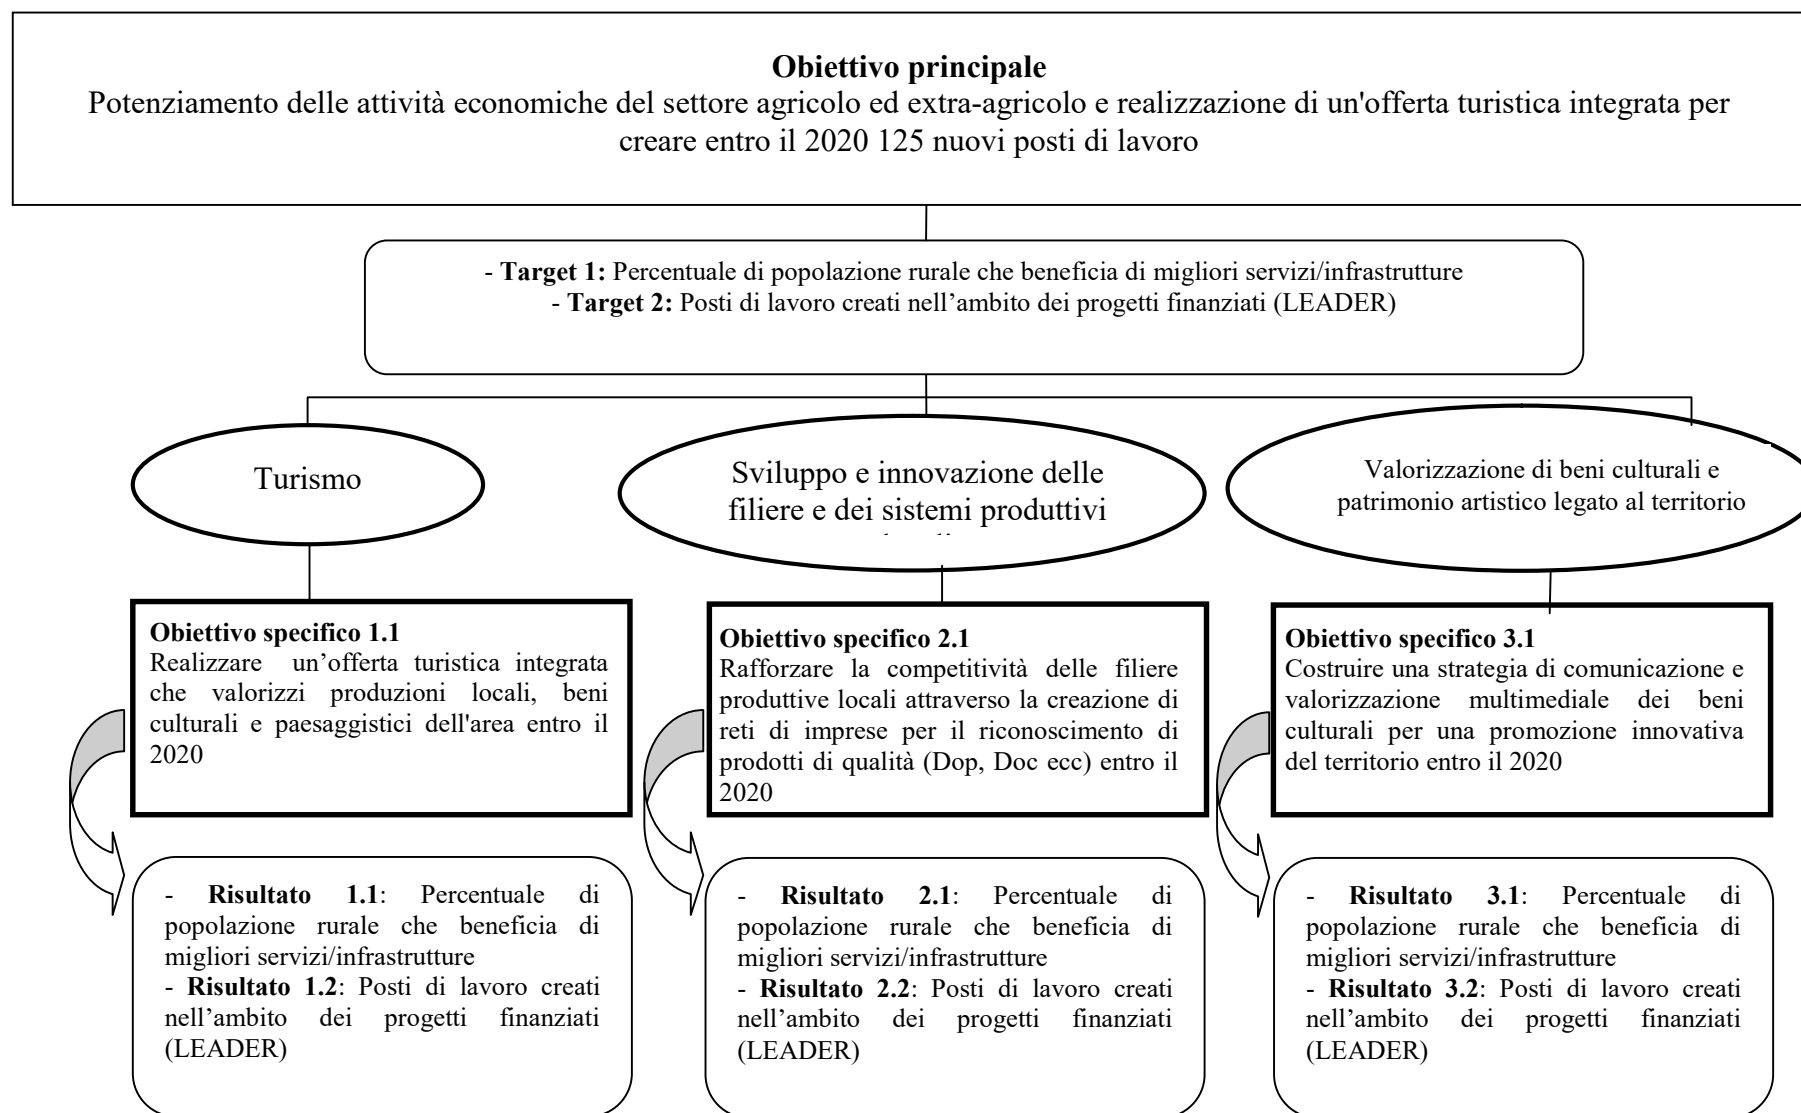 Obiettivo principale
Potenziamento delle attività economiche del settore agricolo ed extra-agricolo e realizzazione di un'offerta turistica integrata per
creare entro il 2020 125 nuovi posti di lavoro
- Target 1: Percentuale di popolazione rurale che beneficia di migliori servizi/infrastrutture
- Target 2: Posti di lavoro creati nell’ambito dei progetti finanziati (LEADER)
Turismo
Sviluppo e innovazione delle
filiere e dei sistemi produttivi
Valorizzazione di beni culturali e
patrimonio artistico legato al territorio
Obiettivo specifico 1.1
Realizzare un’offerta turistica integrata
che valorizzi produzioni locali, beni
culturali e paesaggistici dell'area entro il
2020
Obiettivo specifico 2.1
Rafforzare la competitività delle filiere
produttive locali attraverso la creazione di
reti di imprese per il riconoscimento di
prodotti di qualità (Dop, Doc ecc) entro il
2020
Obiettivo specifico 3.1
Costruire una strategia di comunicazione e
valorizzazione multimediale dei beni
culturali per una promozione innovativa
del territorio entro il 2020
- Risultato 1.1: Percentuale di
popolazione rurale che beneficia di
migliori servizi/infrastrutture
- Risultato 1.2: Posti di lavoro creati
nell’ambito dei progetti finanziati
(LEADER)
- Risultato 2.1: Percentuale di
popolazione rurale che beneficia di
migliori servizi/infrastrutture
- Risultato 2.2: Posti di lavoro creati
nell’ambito dei progetti finanziati
(LEADER)
- Risultato 3.1: Percentuale di
popolazione rurale che beneficia di
migliori servizi/infrastrutture
- Risultato 3.2: Posti di lavoro creati
nell’ambito dei progetti finanziati
(LEADER)